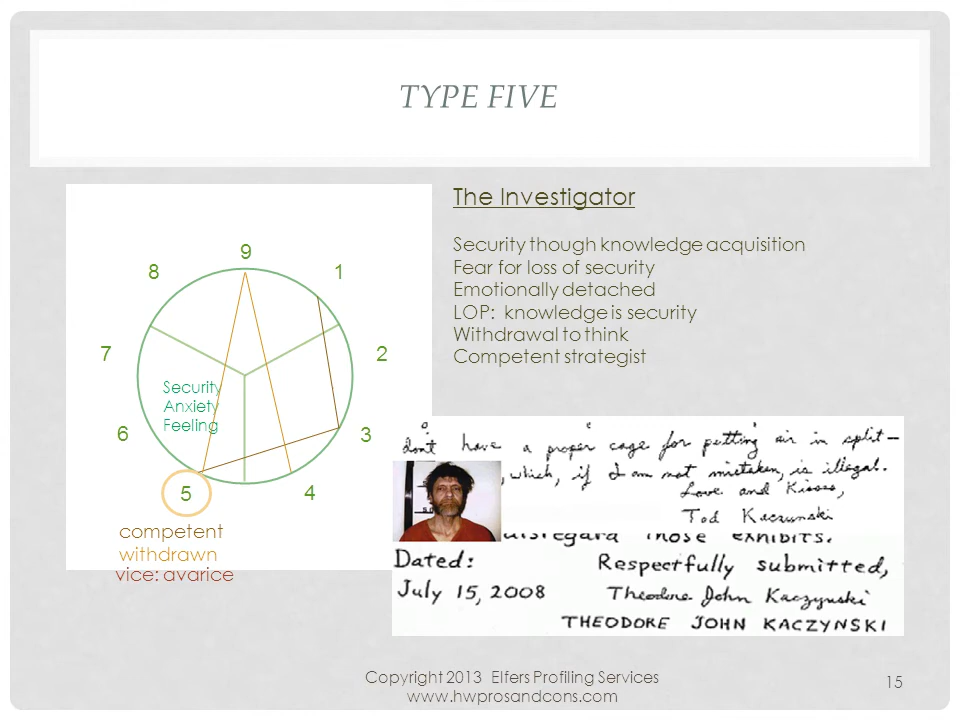 TYPE FIVE
The Investigator
Security though knowledge acquisition
Fear for loss of security
Emotionally detached
LOP: knowledge is security
Withdrawal to think
Competent strategist
9
8
1
7
2
6
3
5
4
Security
Anxiety
Feeling
competent
withdrawn
vice: avarice
don't have a proper cage for putting air in split-
, which, if I am not mistaken, is illegal.
Love and Kisses,
Ted Kaczynski
disregard those exhibits.
Dated: Respectfully submitted,
July 15, 2008 Theodore John Kaczynski
THEODORE JOHN KACZYNSKI
Copyright 2013 Elfers Profiling Services
www.hwprosandcons.com
15